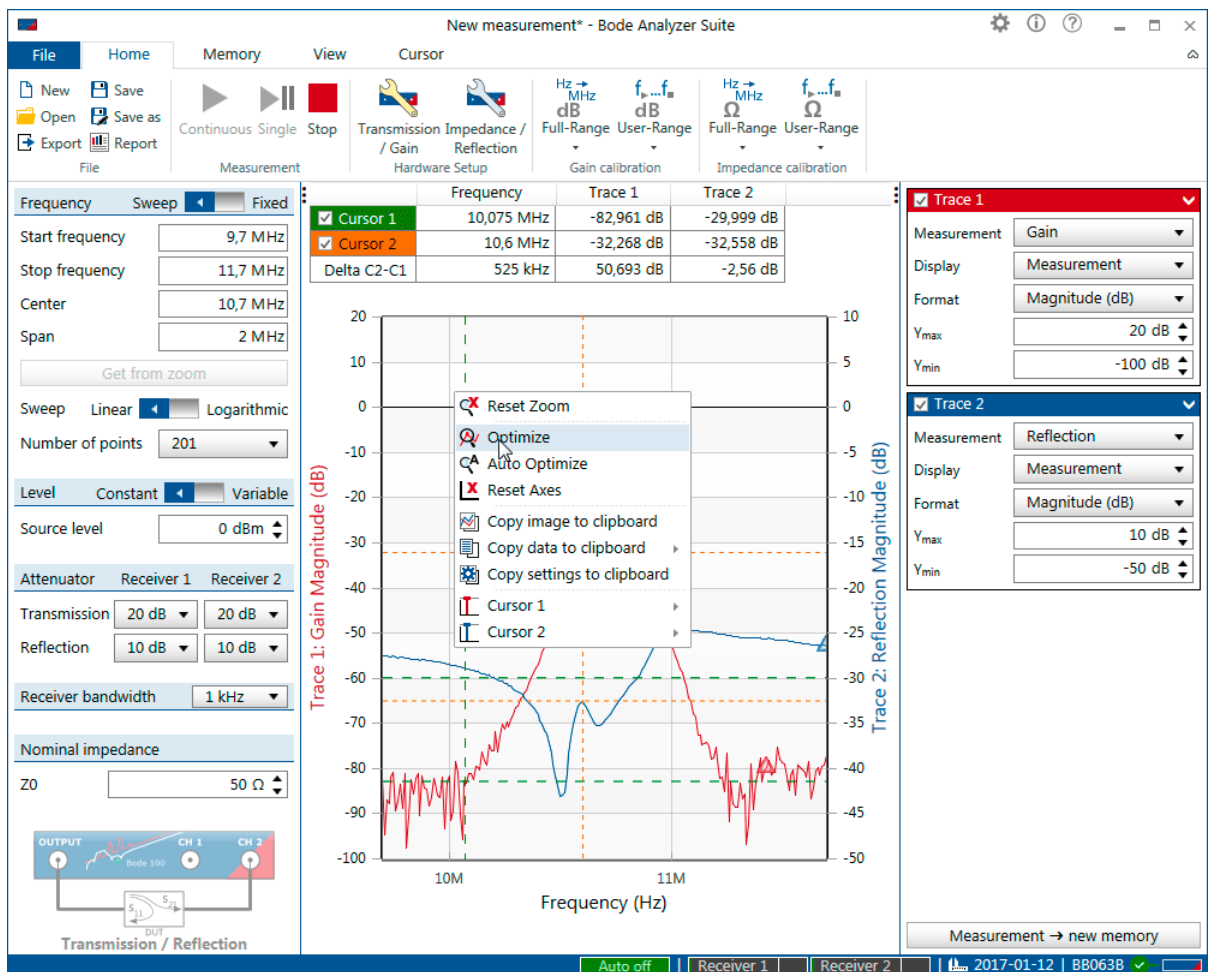 New measurement* - Bode Analyzer Suite
File Home Memory View Cursor
New Save
Open Save as
Export Report
File
Continuous Single Stop
Measurement
Transmission / Gain
Impedance / Reflection
Hardware Setup
Hz MHz dB
Full-Range
f...f dB
User-Range
Gain calibration
Hz MHz Ω
Full-Range
f...f Ω
User-Range
Impedance calibration
Frequency Sweep Fixed
Start frequency 9,7 MHz
Stop frequency 11,7 MHz
Center 10,7 MHz
Span 2 MHz
Get from zoom
Sweep Linear Logarithmic
Number of points 201
Level Constant Variable
Source level 0 dBm
Attenuator Receiver 1 Receiver 2
Transmission 20 dB 20 dB
Reflection 10 dB 10 dB
Receiver bandwidth 1 kHz
Nominal impedance
Z0 50 Ω
OUTPUT CH 1 CH 2
Bode 100
S11 S21
DUT
Transmission / Reflection
Frequency Trace 1 Trace 2
Cursor 1 10,075 MHz -82,961 dB -29,999 dB
Cursor 2 10,6 MHz -32,268 dB -32,558 dB
Delta C2-C1 525 kHz 50,693 dB -2,56 dB
Trace 1: Gain Magnitude (dB)
20
10
0
-10
-20
-30
-40
-50
-60
-70
-80
-90
-100
Reset Zoom
Optimize
Auto Optimize
Reset Axes
Copy image to clipboard
Copy data to clipboard
Copy settings to clipboard
Cursor 1
Cursor 2
10
5
0
-5
-10
-15
-20
-25
-30
-35
-40
-45
-50
Trace 2: Reflection Magnitude (dB)
10M 11M
Frequency (Hz)
Trace 1
Measurement Gain
Display Measurement
Format Magnitude (dB)
Ymax 20 dB
Ymin -100 dB
Trace 2
Measurement Reflection
Display Measurement
Format Magnitude (dB)
Ymax 10 dB
Ymin -50 dB
Measurement → new memory
Auto off | Receiver 1 Receiver 2 | 2017-01-12 | BB063B